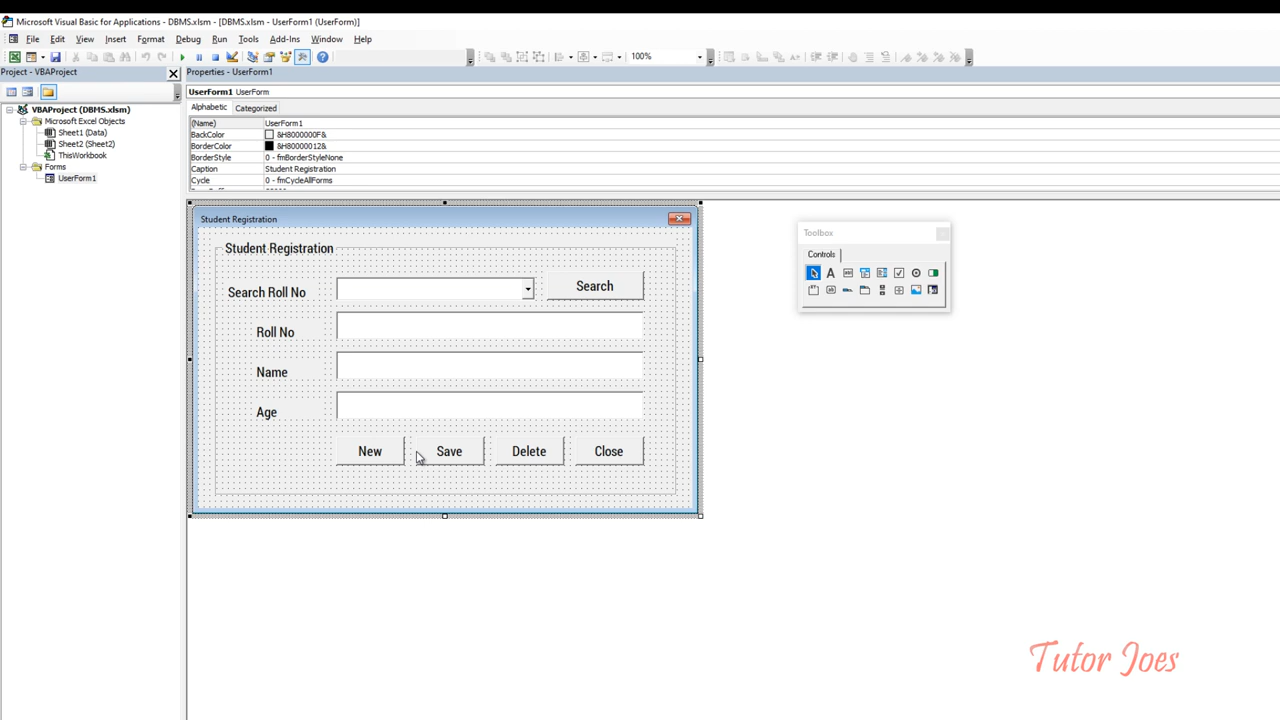 Microsoft Visual Basic for Applications - DBMS.xlsm - [DBMS.xlsm - UserForm1 (UserForm)]
File Edit View Insert Format Debug Run Tools Add-Ins Window Help
100%
Project - VBAProject
Properties - UserForm1
UserForm1 UserForm
Alphabetic Categorized
VBAProject (DBMS.xlsm)
Microsoft Excel Objects
Sheet1 (Data)
Sheet2 (Sheet2)
ThisWorkbook
Forms
UserForm1
(Name) UserForm1
BackColor &H8000000F&
BorderColor &H80000012&
BorderStyle 0 - fmBorderStyleNone
Caption Student Registration
Cycle 0 - fmCycleAllForms
Student Registration
Student Registration
Search Roll No
Search
Roll No
Name
Age
New Save Delete Close
Toolbox
Controls
A
Tutor Joes